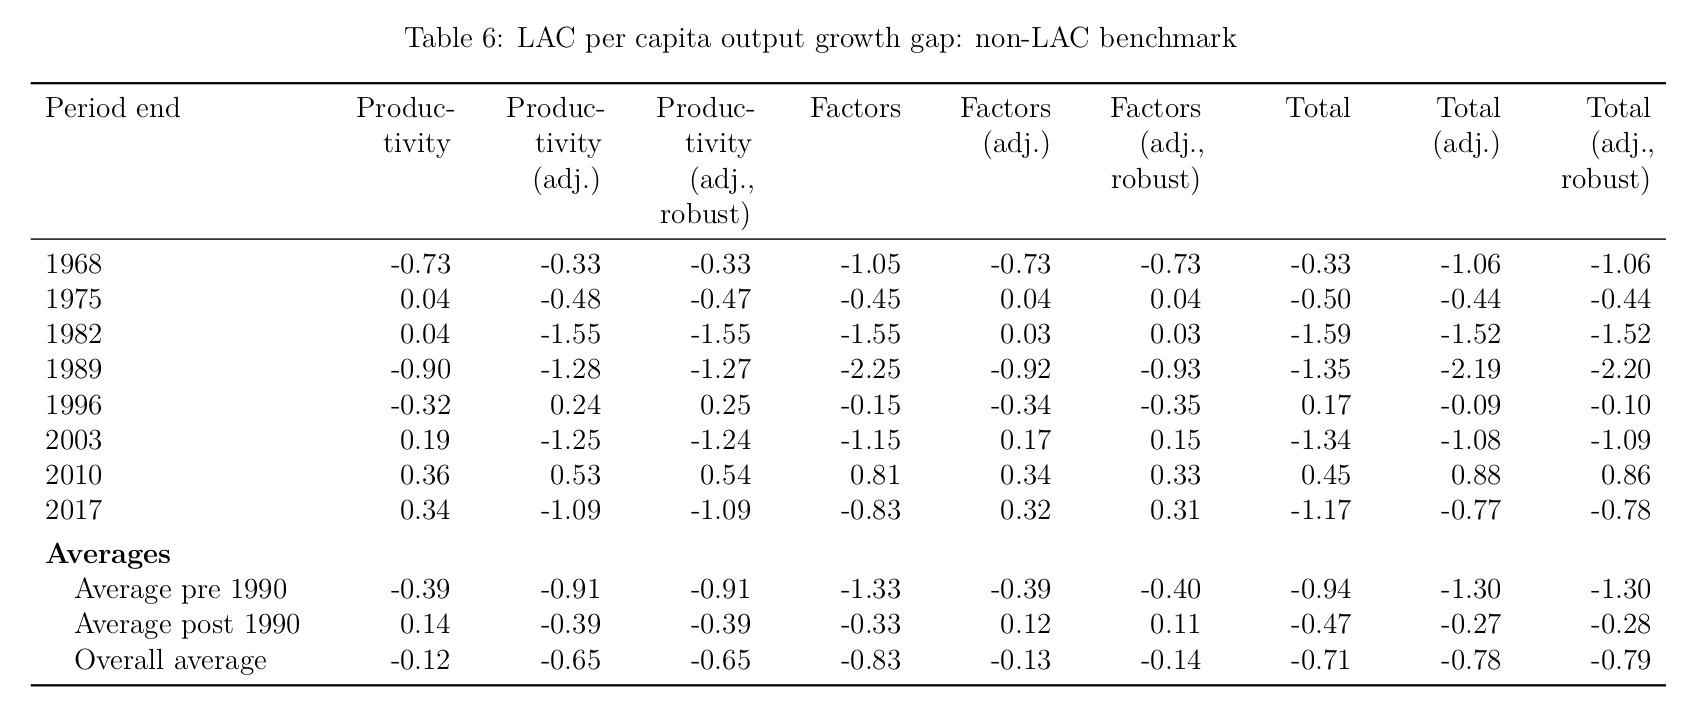 Table 6: LAC per capita output growth gap: non-LAC benchmark
Period end Produc- Produc- Produc- Factors Factors Factors Total Total Total
tivity tivity tivity (adj.) (adj., (adj.) (adj.,
(adj.) (adj., robust) robust)
robust)
1968 -0.73 -0.33 -0.33 -1.05 -0.73 -0.73 -0.33 -1.06 -1.06
1975 0.04 -0.48 -0.47 -0.45 0.04 0.04 -0.50 -0.44 -0.44
1982 0.04 -1.55 -1.55 -1.55 0.03 0.03 -1.59 -1.52 -1.52
1989 -0.90 -1.28 -1.27 -2.25 -0.92 -0.93 -1.35 -2.19 -2.20
1996 -0.32 0.24 0.25 -0.15 -0.34 -0.35 0.17 -0.09 -0.10
2003 0.19 -1.25 -1.24 -1.15 0.17 0.15 -1.34 -1.08 -1.09
2010 0.36 0.53 0.54 0.81 0.34 0.33 0.45 0.88 0.86
2017 0.34 -1.09 -1.09 -0.83 0.32 0.31 -1.17 -0.77 -0.78
Averages
Average pre 1990 -0.39 -0.91 -0.91 -1.33 -0.39 -0.40 -0.94 -1.30 -1.30
Average post 1990 0.14 -0.39 -0.39 -0.33 0.12 0.11 -0.47 -0.27 -0.28
Overall average -0.12 -0.65 -0.65 -0.83 -0.13 -0.14 -0.71 -0.78 -0.79